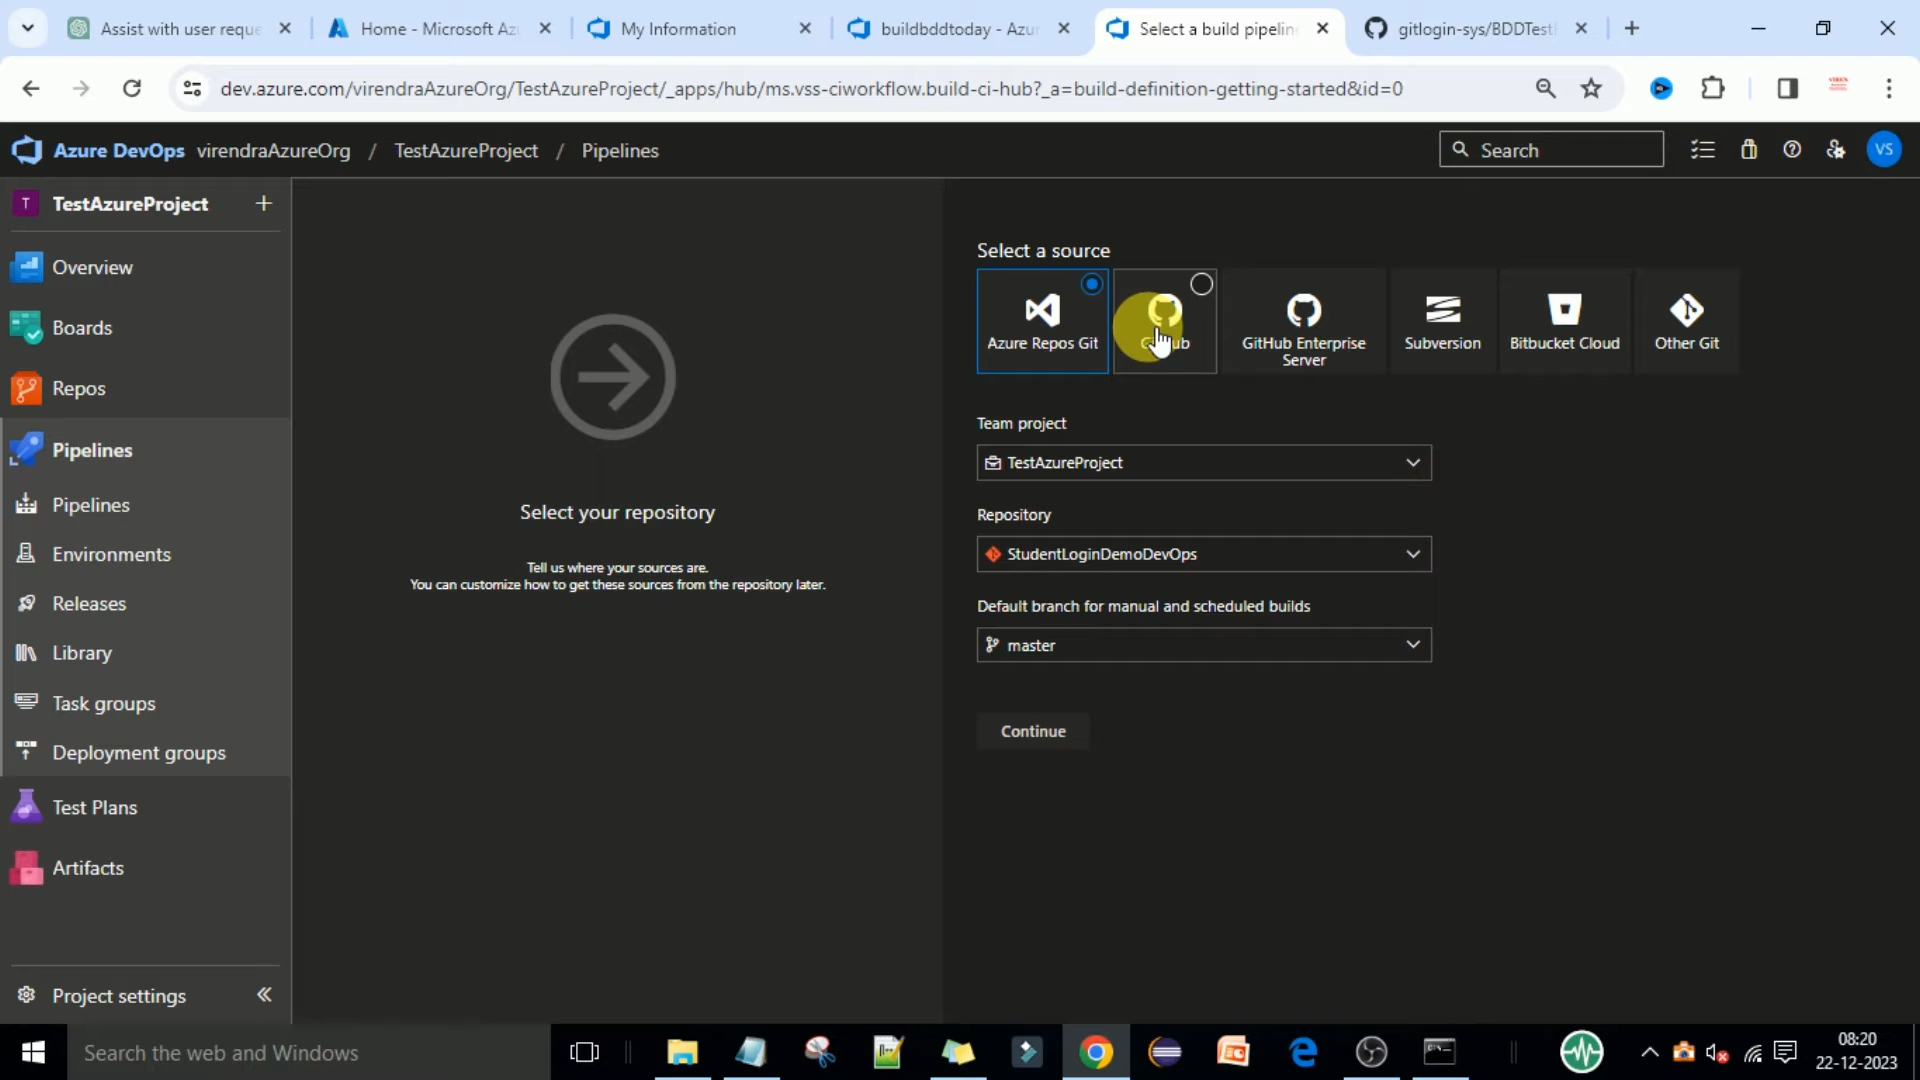 Assist with user reque
Home - Microsoft Az
My Information
buildbddtoday - Azur
Select a build pipelin
gitlogin-sys/BDDTest
dev.azure.com/virendraAzureOrg/TestAzureProject/_apps/hub/ms.vss-ciworkflow.build-ci-hub?_a=build-definition-getting-started&id=0
Azure DevOps virendraAzureOrg / TestAzureProject / Pipelines
Search
VS
T TestAzureProject
Overview
Boards
Repos
Pipelines
Pipelines
Environments
Releases
Library
Task groups
Deployment groups
Test Plans
Artifacts
Project settings
Select your repository
Tell us where your sources are.
You can customize how to get these sources from the repository later.
Select a source
Azure Repos Git
GitHub
GitHub Enterprise
Server
Subversion
Bitbucket Cloud
Other Git
Team project
TestAzureProject
Repository
StudentLoginDemoDevOps
Default branch for manual and scheduled builds
master
Continue
Search the web and Windows
08:20
22-12-2023